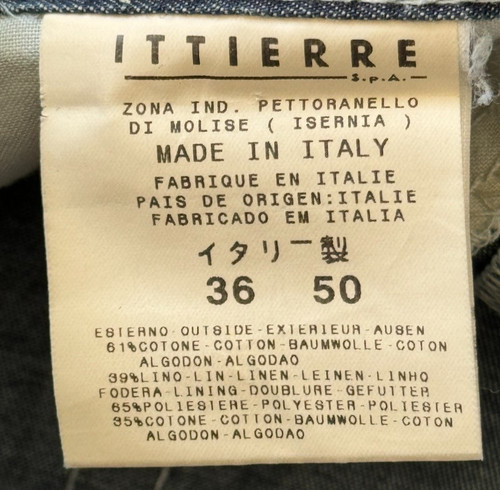 ITTIERRE
S.p.A.
ZONA IND. PETTORANELLO
DI MOLISE ( ISERNIA )
MADE IN ITALY
FABRIQUE EN ITALIE
PAIS DE ORIGEN:ITALIE
FABRICADO EM ITALIA
イタリー製
36 50
ESTERNO-OUTSIDE-EXTERIEUR-AUSEN
61%COTONE-COTTON-BAUMWOLLE-COTON
ALGODON-ALGODAO
39%LINO-LIN-LINEN-LEINEN-LINHO
FODERA-LINING-DOUBLURE-GEFUTTER
65%POLIESTERE-POLYESTER-POLIESTER
35%COTONE-COTTON-BAUMWOLLE-COTON
ALGODON-ALGODAO